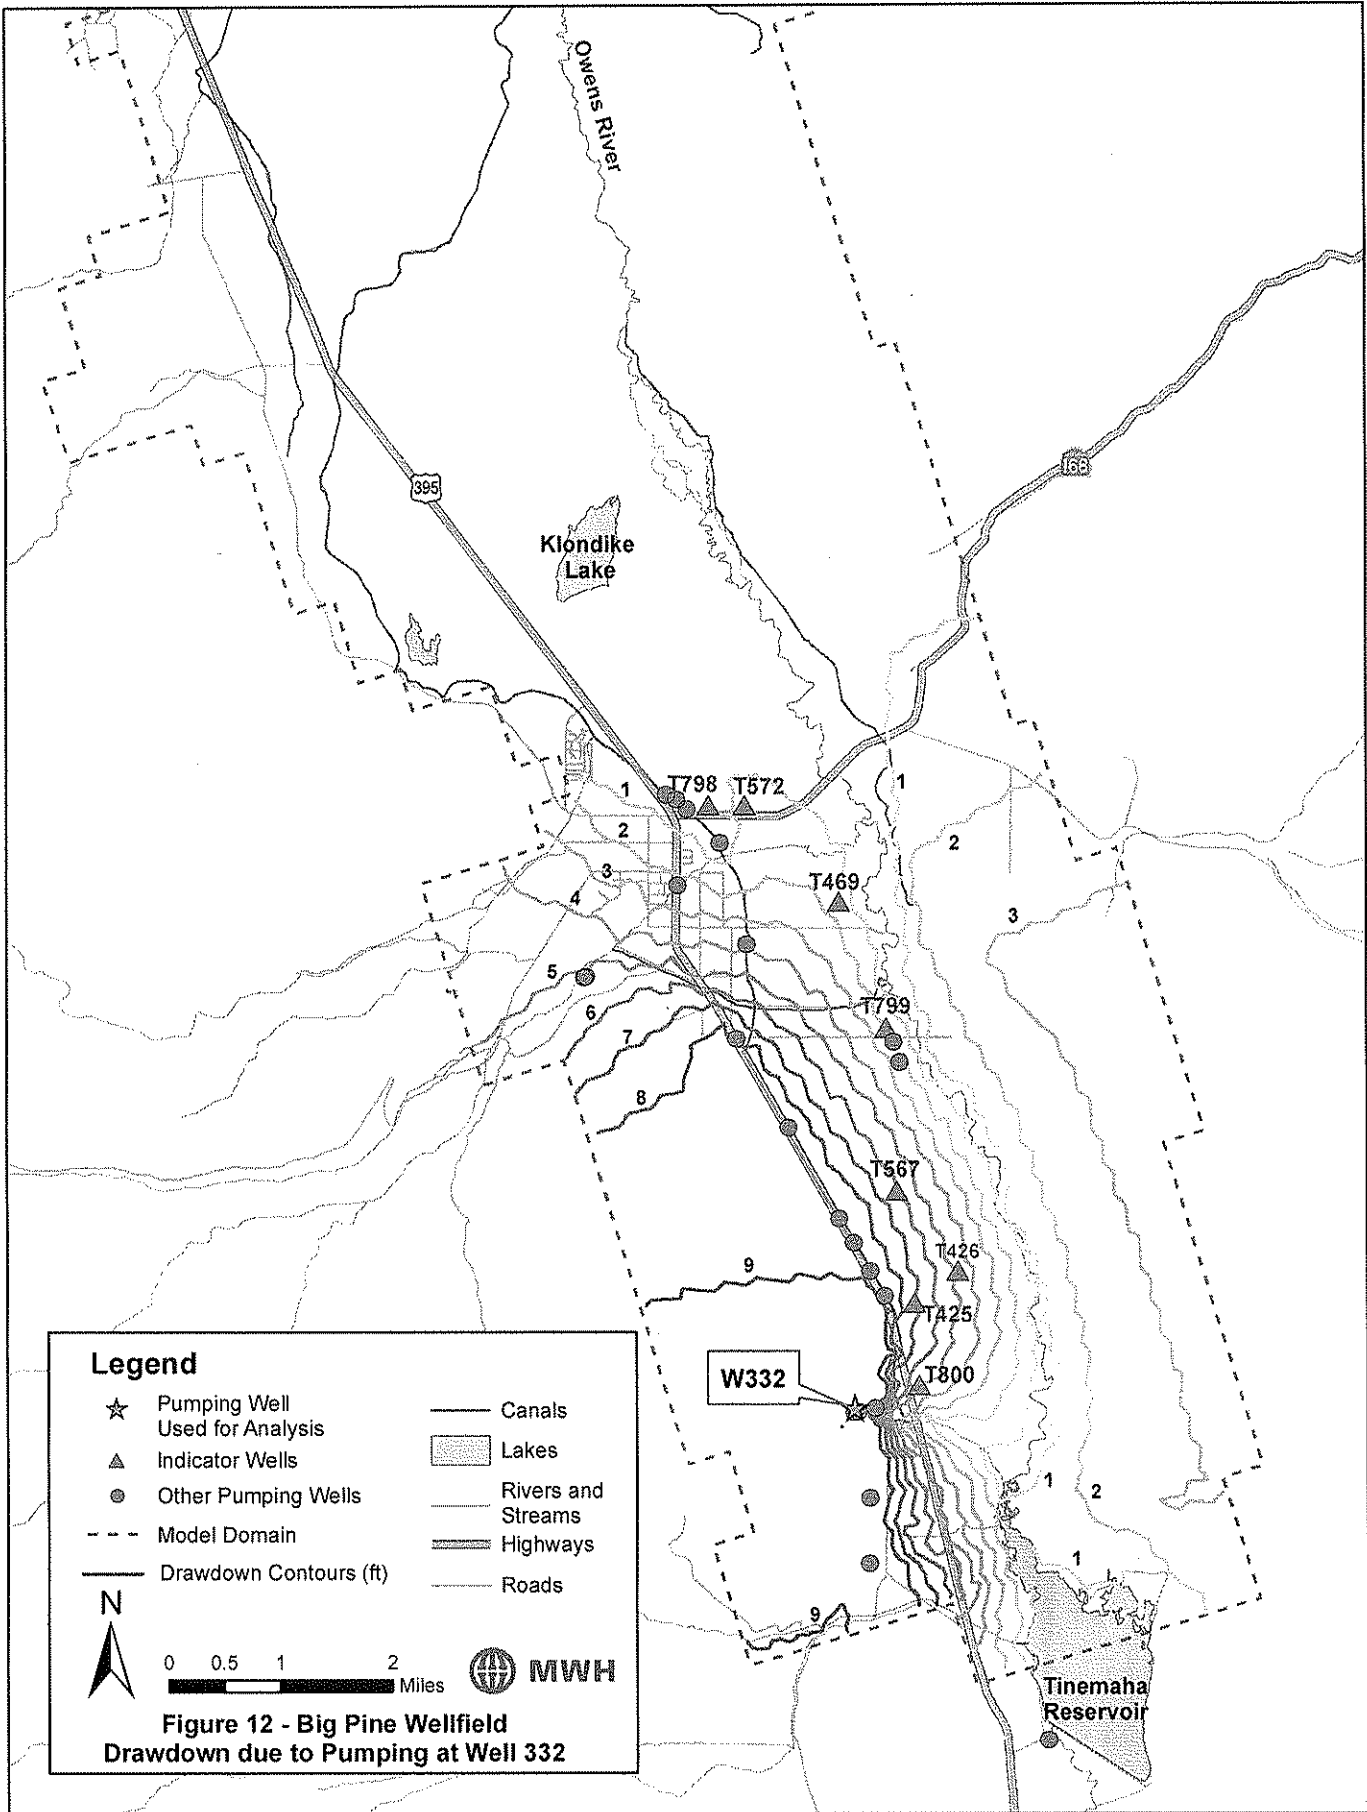 Owens River
168
395
Klondike
Lake
T798
T572
1
1
2
2
3
T469
3
4
5
T799
6
7
8
T567
T426
9
T425
W332
T800
1
2
1
9
Tinemaha
Reservoir
Legend
Pumping Well
Used for Analysis
Indicator Wells
Other Pumping Wells
Model Domain
Drawdown Contours (ft)
Canals
Lakes
Rivers and
Streams
Highways
Roads
N
0 0.5 1 2
Miles
MWH
Figure 12 - Big Pine Wellfield
Drawdown due to Pumping at Well 332